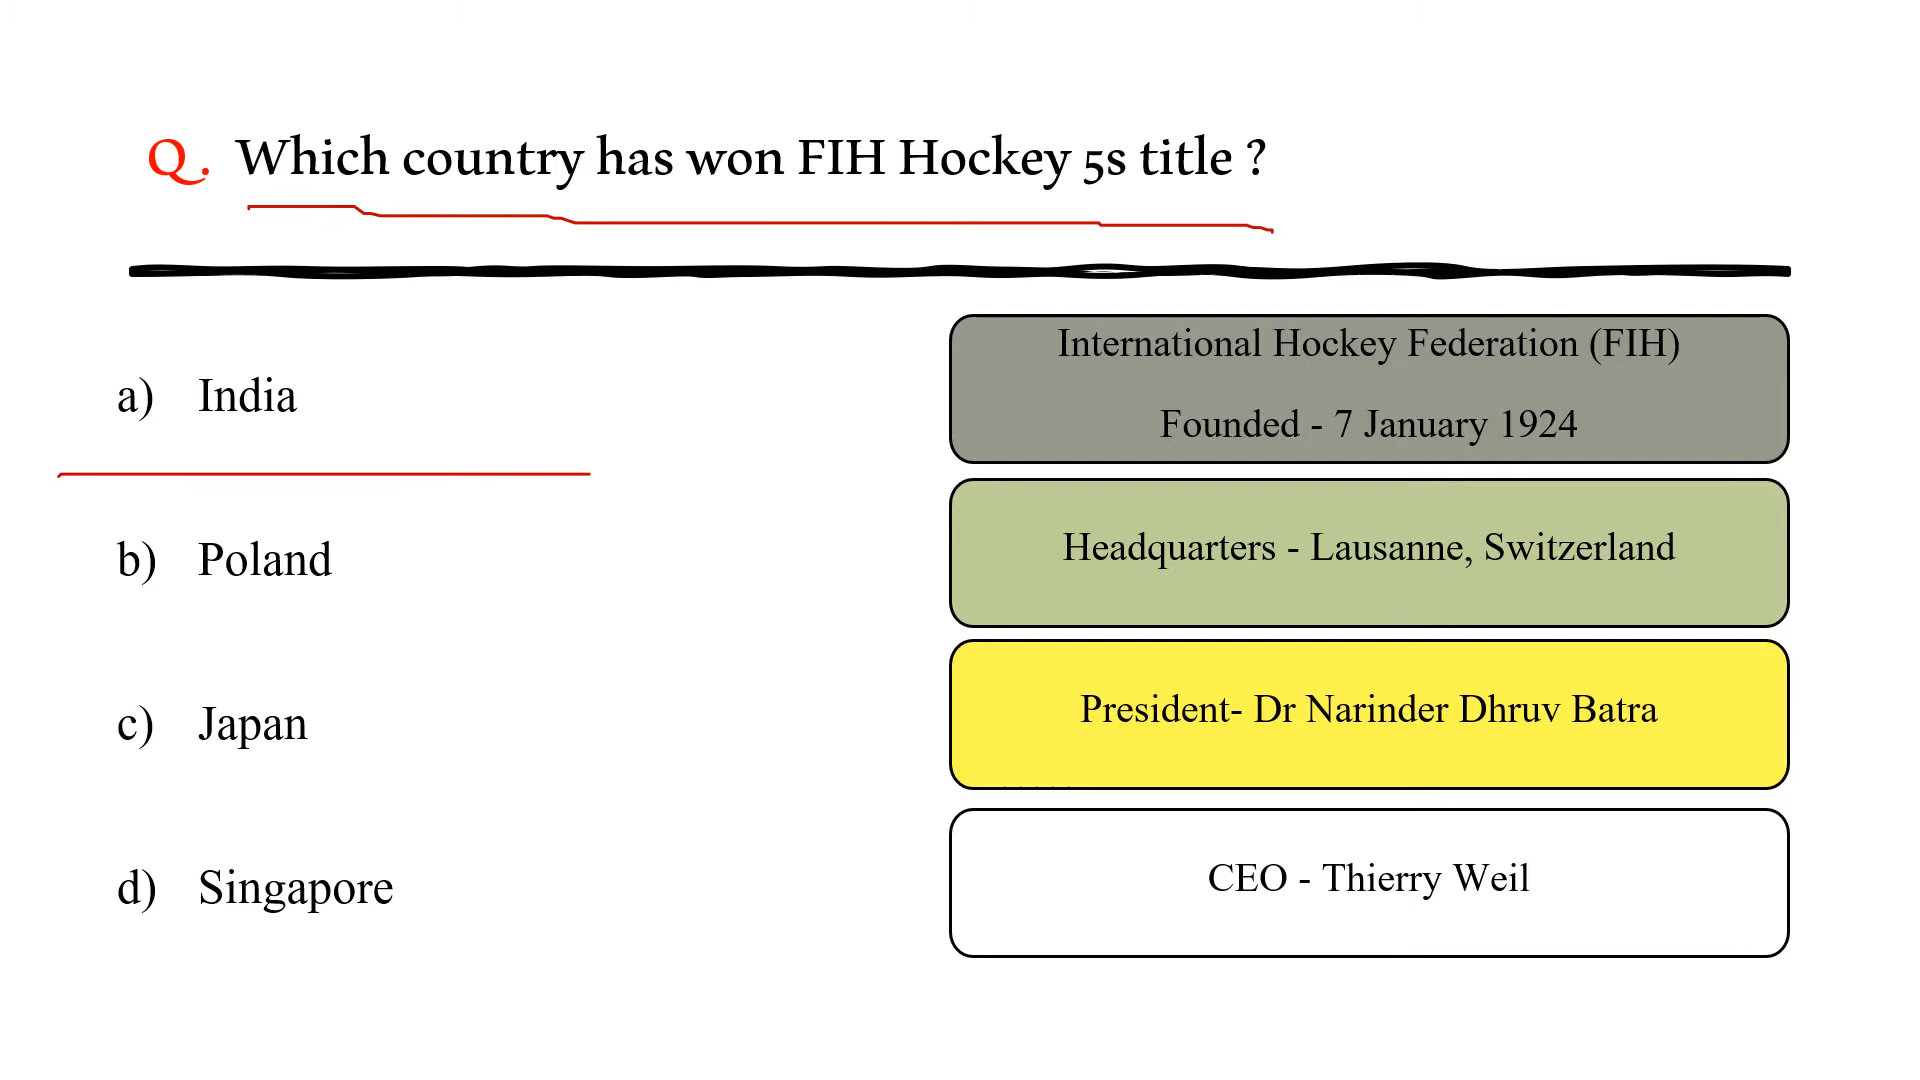 Q. Which country has won FIH Hockey 5s title ?
a) India
b) Poland
c) Japan
d) Singapore
International Hockey Federation (FIH)
Founded - 7 January 1924
Headquarters - Lausanne, Switzerland
President- Dr Narinder Dhruv Batra
CEO - Thierry Weil